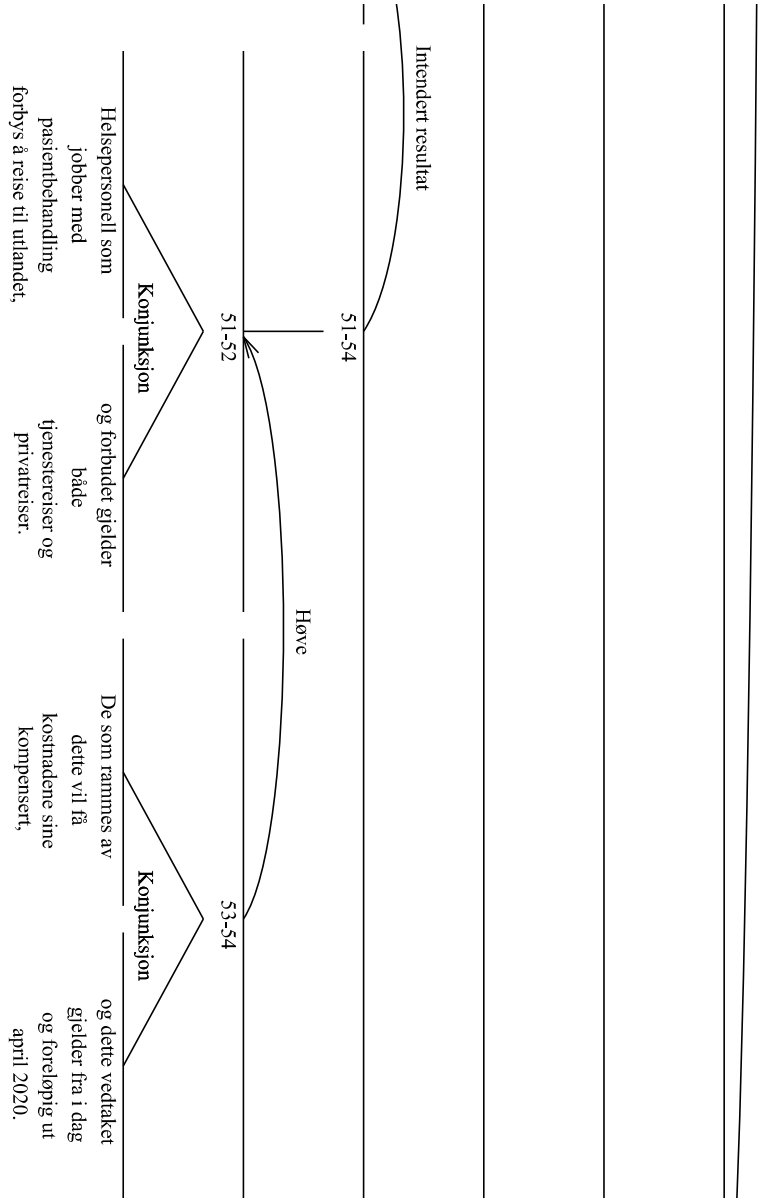 Intendert resultat
51-54
Høve
51-52
53-54
Konjunksjon
Konjunksjon
Helsepersonell som
jobber med
pasientbehandling
forbys å reise til utlandet,
og forbudet gjelder
både
tjenestereiser og
privatreiser.
De som rammes av
dette vil få
kostnadene sine
kompensert,
og dette vedtaket
gjelder fra i dag
og foreløpig ut
april 2020.